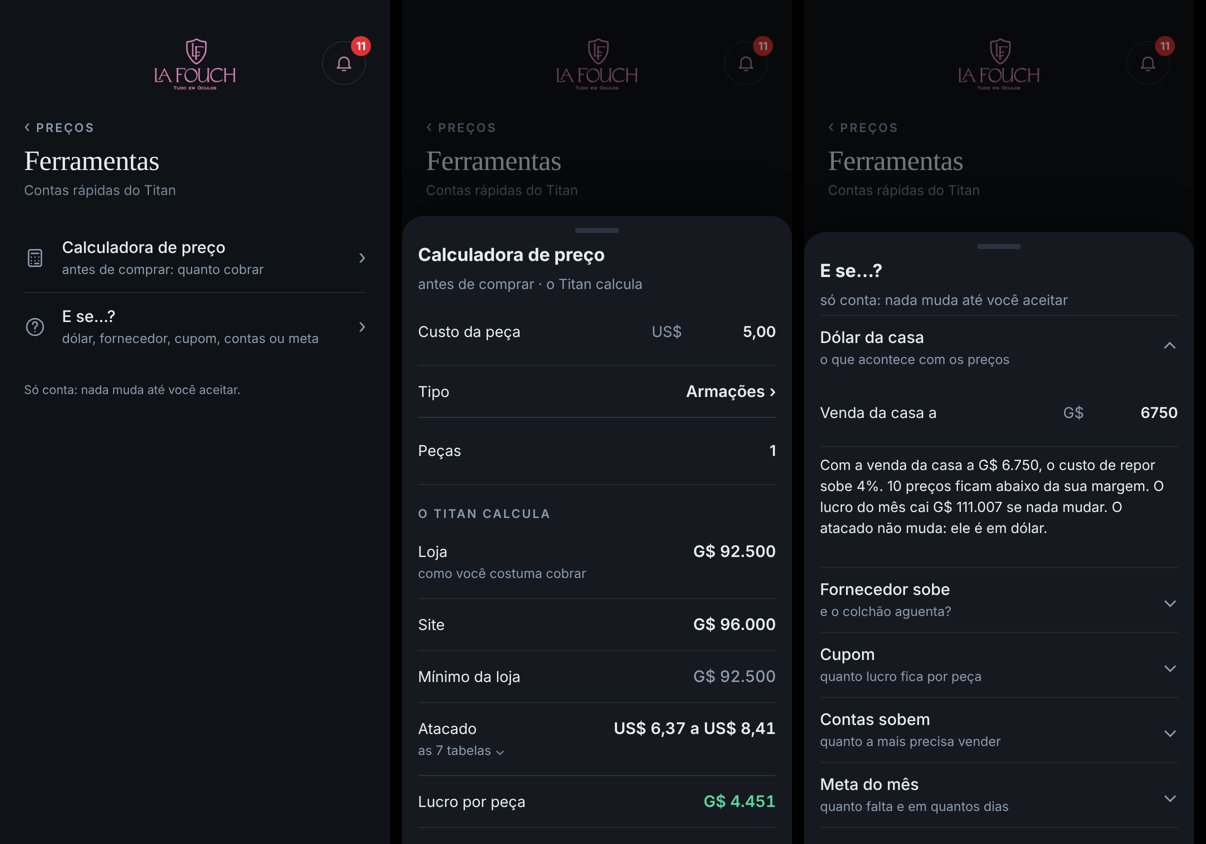 LF
LA FOUCH
TUDO EM ÓCULOS
11
‹ PREÇOS
Ferramentas
Contas rápidas do Titan
Calculadora de preço
antes de comprar: quanto cobrar
E se...?
dólar, fornecedor, cupom, contas ou meta
Só conta: nada muda até você aceitar.
LF
LA FOUCH
TUDO EM ÓCULOS
11
‹ PREÇOS
Ferramentas
Contas rápidas do Titan
Calculadora de preço
antes de comprar · o Titan calcula
Custo da peça US$ 5,00
Tipo Armações ›
Peças 1
O TITAN CALCULA
Loja G$ 92.500
como você costuma cobrar
Site G$ 96.000
Mínimo da loja G$ 92.500
Atacado US$ 6,37 a US$ 8,41
as 7 tabelas
Lucro por peça G$ 4.451
LF
LA FOUCH
TUDO EM ÓCULOS
11
‹ PREÇOS
Ferramentas
Contas rápidas do Titan
E se...?
só conta: nada muda até você aceitar
Dólar da casa
o que acontece com os preços
Venda da casa a G$ 6750
Com a venda da casa a G$ 6.750, o custo de repor
sobe 4%. 10 preços ficam abaixo da sua margem. O
lucro do mês cai G$ 111.007 se nada mudar. O
atacado não muda: ele é em dólar.
Fornecedor sobe
e o colchão aguenta?
Cupom
quanto lucro fica por peça
Contas sobem
quanto a mais precisa vender
Meta do mês
quanto falta e em quantos dias